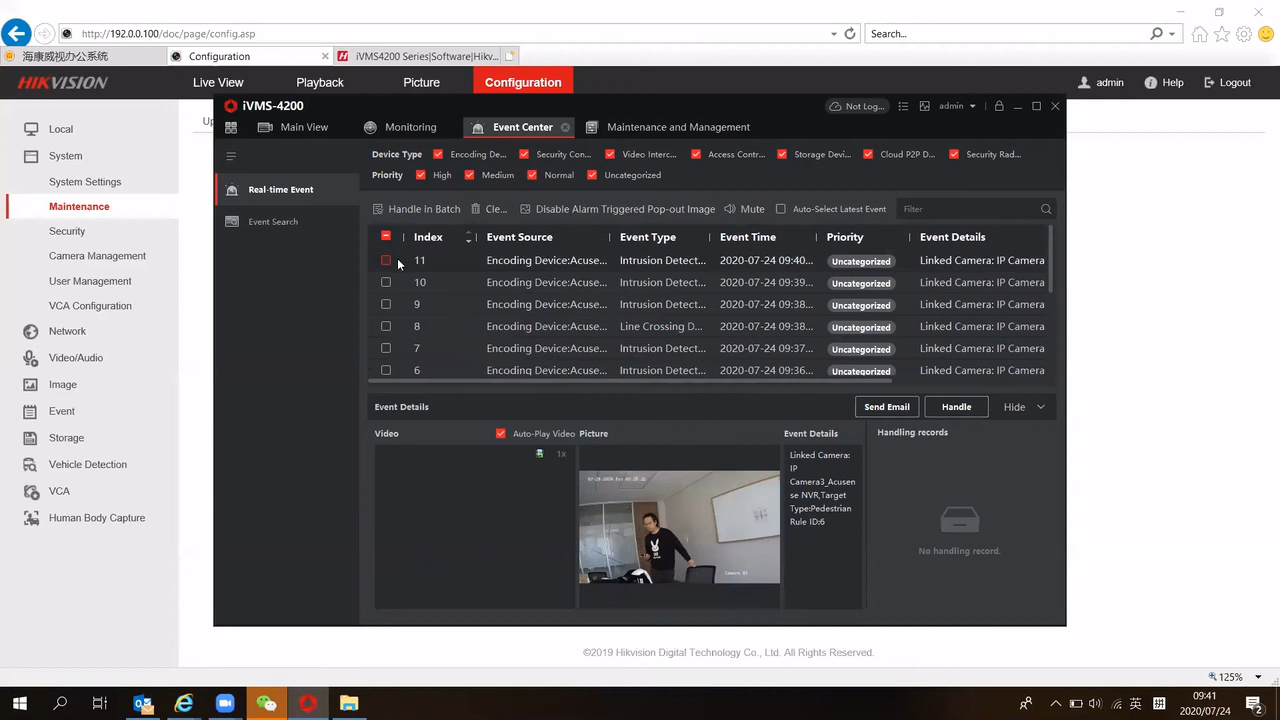 http://192.0.0.100/doc/page/config.asp
Search...
海康威视办公系统
Configuration
iVMS4200 Series|Software|Hikv...
HIKVISION
Live View
Playback
Picture
Configuration
admin
Help
Logout
Local
System
System Settings
Maintenance
Security
Camera Management
User Management
VCA Configuration
Network
Video/Audio
Image
Event
Storage
Vehicle Detection
VCA
Human Body Capture
Up
iVMS-4200
Not Log...
admin
Main View
Monitoring
Event Center
Maintenance and Management
Real-time Event
Event Search
Device Type Encoding De... Security Con... Video Interc... Access Contr... Storage Devi... Cloud P2P D... Security Rad...
Priority High Medium Normal Uncategorized
Handle in Batch Cle... Disable Alarm Triggered Pop-out Image Mute Auto-Select Latest Event Filter
Index Event Source Event Type Event Time Priority Event Details
11 Encoding Device:Acuse... Intrusion Detect... 2020-07-24 09:40... Uncategorized Linked Camera: IP Camera
10 Encoding Device:Acuse... Intrusion Detect... 2020-07-24 09:39... Uncategorized Linked Camera: IP Camera
9 Encoding Device:Acuse... Intrusion Detect... 2020-07-24 09:38... Uncategorized Linked Camera: IP Camera
8 Encoding Device:Acuse... Line Crossing D... 2020-07-24 09:38... Uncategorized Linked Camera: IP Camera
7 Encoding Device:Acuse... Intrusion Detect... 2020-07-24 09:37... Uncategorized Linked Camera: IP Camera
6 Encoding Device:Acuse... Intrusion Detect... 2020-07-24 09:36... Uncategorized Linked Camera: IP Camera
Event Details
Send Email
Handle
Hide
Video
Auto-Play Video
1x
Picture
Event Details
Linked Camera:
IP
Camera3_Acusen
se NVR,Target
Type:Pedestrian
Rule ID:6
Handling records
No handling record.
©2019 Hikvision Digital Technology Co., Ltd. All Rights Reserved.
125%
英
拼
09:41
2020/07/24
2